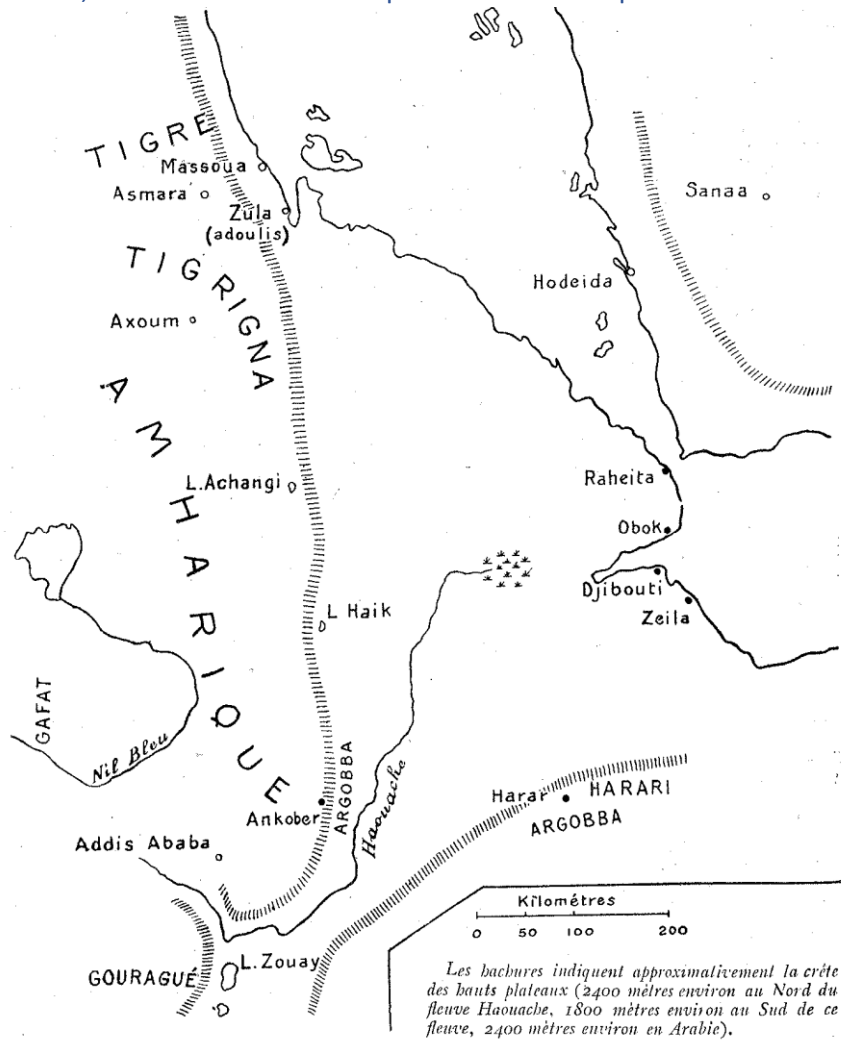 TIGRE
Massoua
Asmara
Sanaa
Zula
(adoulis)
TIGRIGNA
Hodeida
Axoum
AMHARIQUE
L.Achangi
Raheita
Obok
Djibouti
L Haik
Zeila
GAFAT
Nil Bleu
ARGOBBA
Haouache
Harar
HARARI
Ankober
ARGOBBA
Addis Ababa
Kilométres
0 50 100 200
L.Zouay
GOURAGUÉ
Les hachures indiquent approximativement la crête
des hauts plateaux (2400 mètres environ au Nord du
fleuve Haouache, 1800 mètres environ au Sud de ce
fleuve, 2400 mètres environ en Arabie).